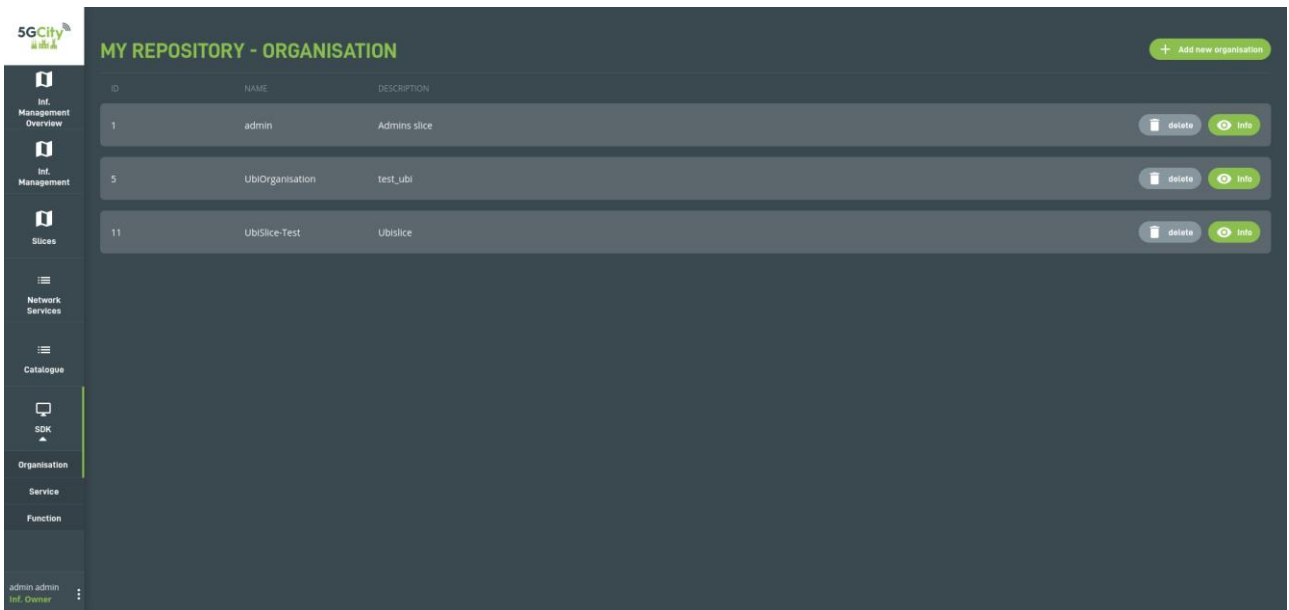 5GCity
MY REPOSITORY - ORGANISATION
Add new organisation
ID NAME DESCRIPTION
1 admin Admins slice delete Info
5 UbiOrganisation test_ubi delete Info
11 UbiSlice-Test Ubislice delete Info
Inf.
Management
Overview
Inf.
Management
Slices
Network
Services
Catalogue
SDK
Organisation
Service
Function
admin admin
Inf. Owner